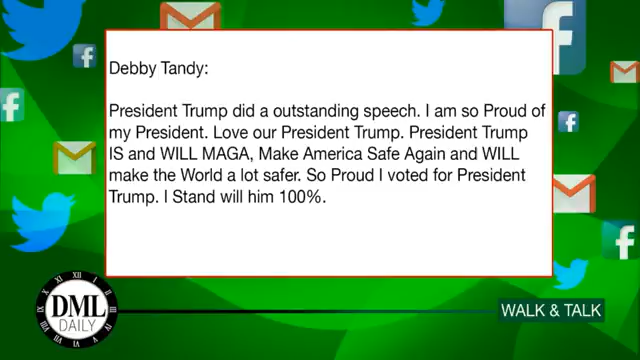 Debby Tandy:
President Trump did a outstanding speech. I am so Proud of
my President. Love our President Trump. President Trump
IS and WILL MAGA, Make America Safe Again and WILL
make the World a lot safer. So Proud I voted for President
Trump. I Stand will him 100%.
DML
DAILY
WALK & TALK